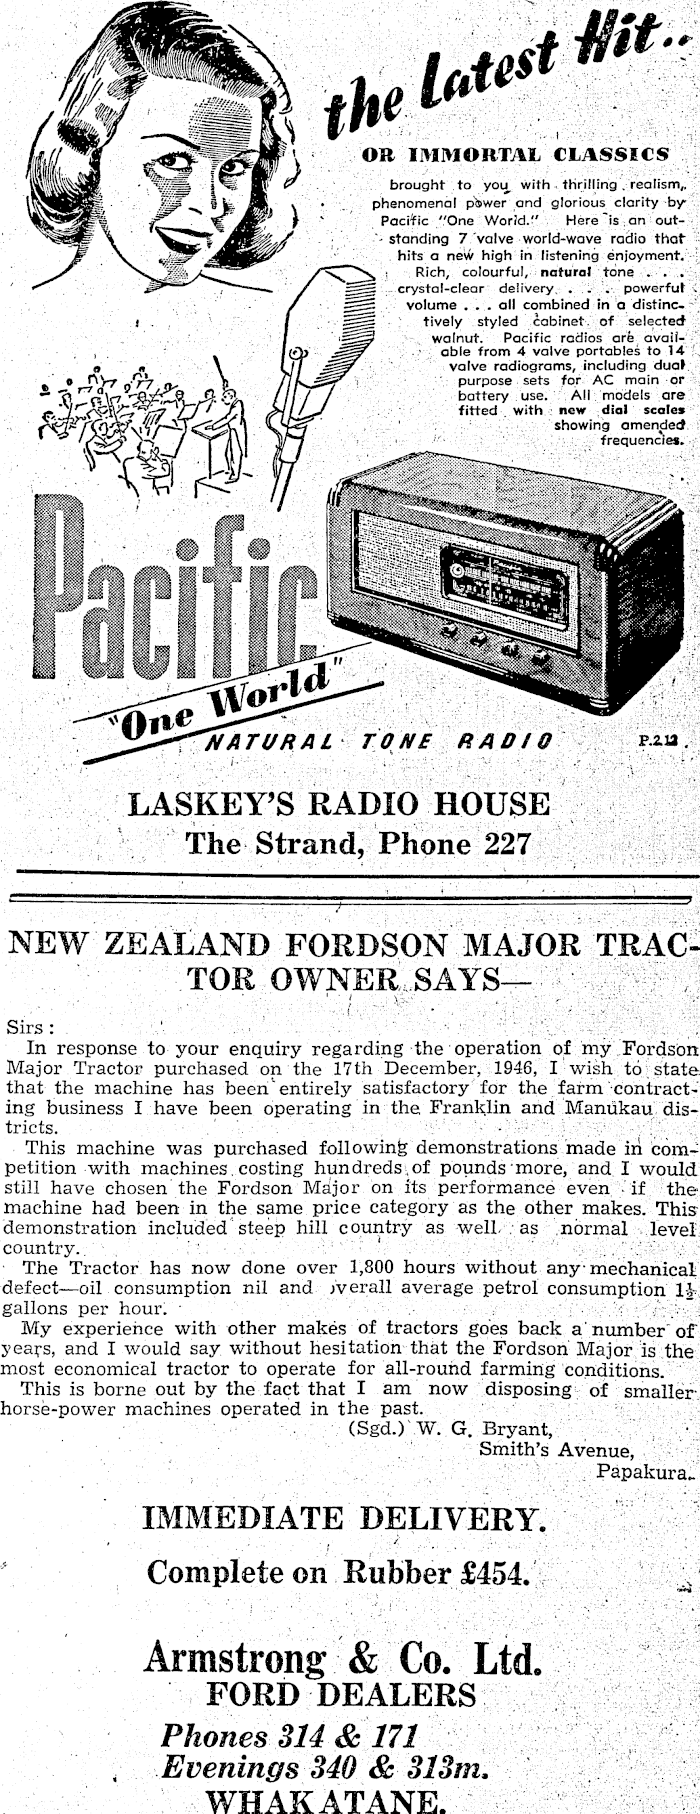 the Latest Hit..
OR IMMORTAL CLASSICS
brought to you with thrilling realism,
phenomenal power and glorious clarity by
Pacific "One World." Here is an out-
standing 7 valve world-wave radio that
hits a new high in listening enjoyment.
Rich, colourful, natural tone . . .
crystal-clear delivery. . . . powerful
volume . . . all combined in a distinc-
tively styled cabinet of selected
walnut. Pacific radios are avail-
able from 4 valve portables to 14
valve radiograms, including dual
purpose sets for AC main or
battery use. All models are
fitted with new dial scales
showing amended
frequencies.
Pacific
"One World"
NATURAL TONE RADIO
P.212
LASKEY'S RADIO HOUSE
The Strand, Phone 227
NEW ZEALAND FORDSON MAJOR TRAC-
TOR OWNER SAYS—
Sirs :
In response to your enquiry regarding the operation of my Fordson
Major Tractor purchased on the 17th December, 1946, I wish to state
that the machine has been entirely satisfactory for the farm contract-
ing business I have been operating in the Franklin and Manukau dis-
tricts.
This machine was purchased following demonstrations made in com-
petition with machines costing hundreds of pounds more, and I would
still have chosen the Fordson Major on its performance even if the
machine had been in the same price category as the other makes. This
demonstration included steep hill country as well as normal level
country.
The Tractor has now done over 1,800 hours without any mechanical
defect—oil consumption nil and overall average petrol consumption 1½
gallons per hour.
My experience with other makes of tractors goes back a number of
years, and I would say without hesitation that the Fordson Major is the
most economical tractor to operate for all-round farming conditions.
This is borne out by the fact that I am now disposing of smaller
horse-power machines operated in the past.
(Sgd.) W. G. Bryant,
Smith's Avenue,
Papakura.
IMMEDIATE DELIVERY.
Complete on Rubber £454.
Armstrong & Co. Ltd.
FORD DEALERS
Phones 314 & 171
Evenings 340 & 313m.
WHAKATANE.